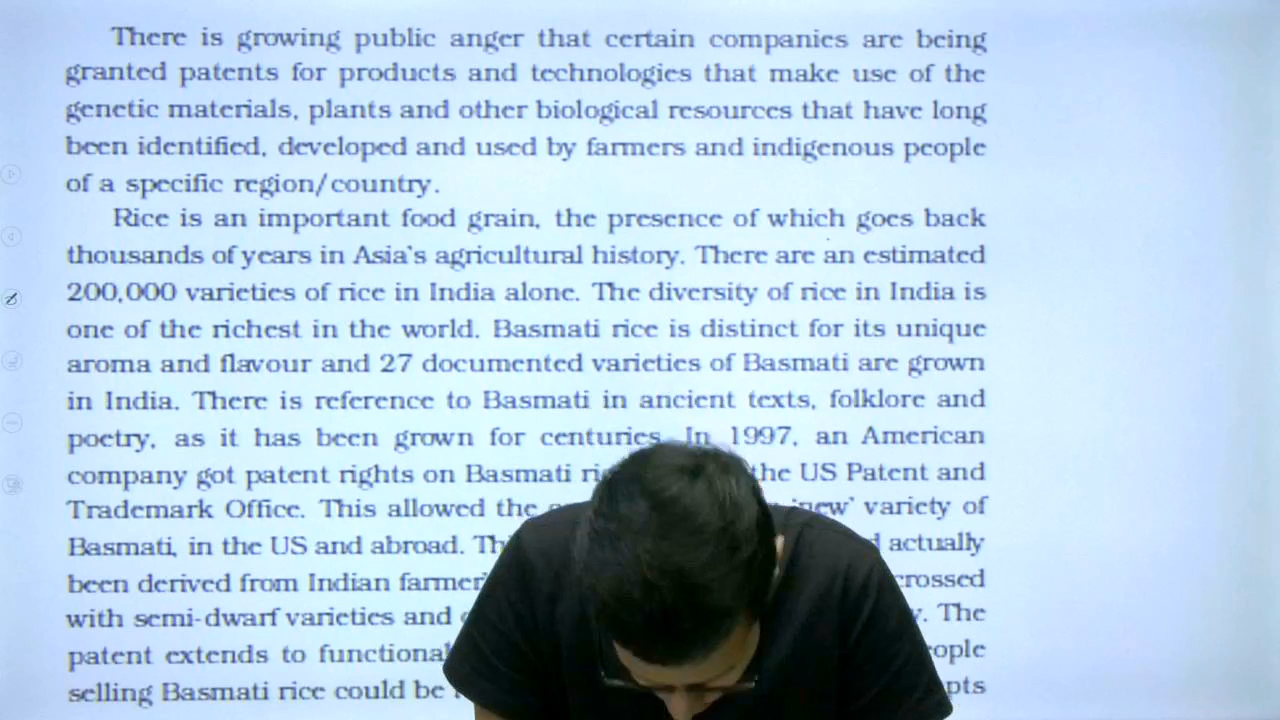 There is growing public anger that certain companies are being
granted patents for products and technologies that make use of the
genetic materials, plants and other biological resources that have long
been identified, developed and used by farmers and indigenous people
of a specific region/country.
Rice is an important food grain, the presence of which goes back
thousands of years in Asia's agricultural history. There are an estimated
200,000 varieties of rice in India alone. The diversity of rice in India is
one of the richest in the world. Basmati rice is distinct for its unique
aroma and flavour and 27 documented varieties of Basmati are grown
in India. There is reference to Basmati in ancient texts, folklore and
poetry, as it has been grown for centuries. In 1997, an American
company got patent rights on Basmati the US Patent and
Trademark Office. This allowed the 'new' variety of
Basmati, in the US and abroad. actually
been derived from Indian crossed
with semi-dwarf varieties and The
patent extends to functional
selling Basmati rice could be